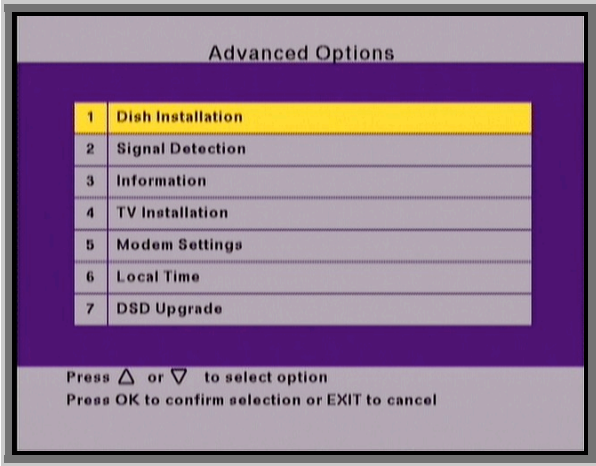 Advanced Options
1 Dish Installation
2 Signal Detection
3 Information
4 TV Installation
5 Modem Settings
6 Local Time
7 DSD Upgrade
Press △ or ▽ to select option
Press OK to confirm selection or EXIT to cancel